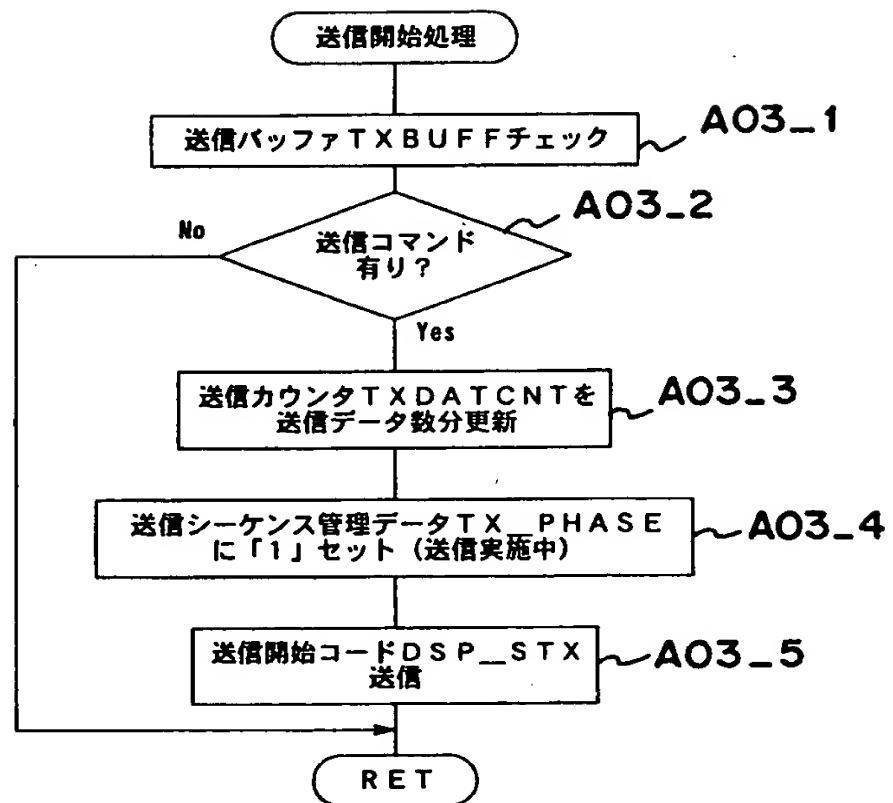 送信開始処理
送信バッファTXBUFFチェック
A03_1
A03_2
No
送信コマンド
有り?
Yes
送信カウンタTXDATCNTを
送信データ数分更新
A03_3
送信シーケンス管理データTX_PHASE
に「1」セット(送信実施中)
A03_4
送信開始コードDSP_STX
送信
A03_5
RET